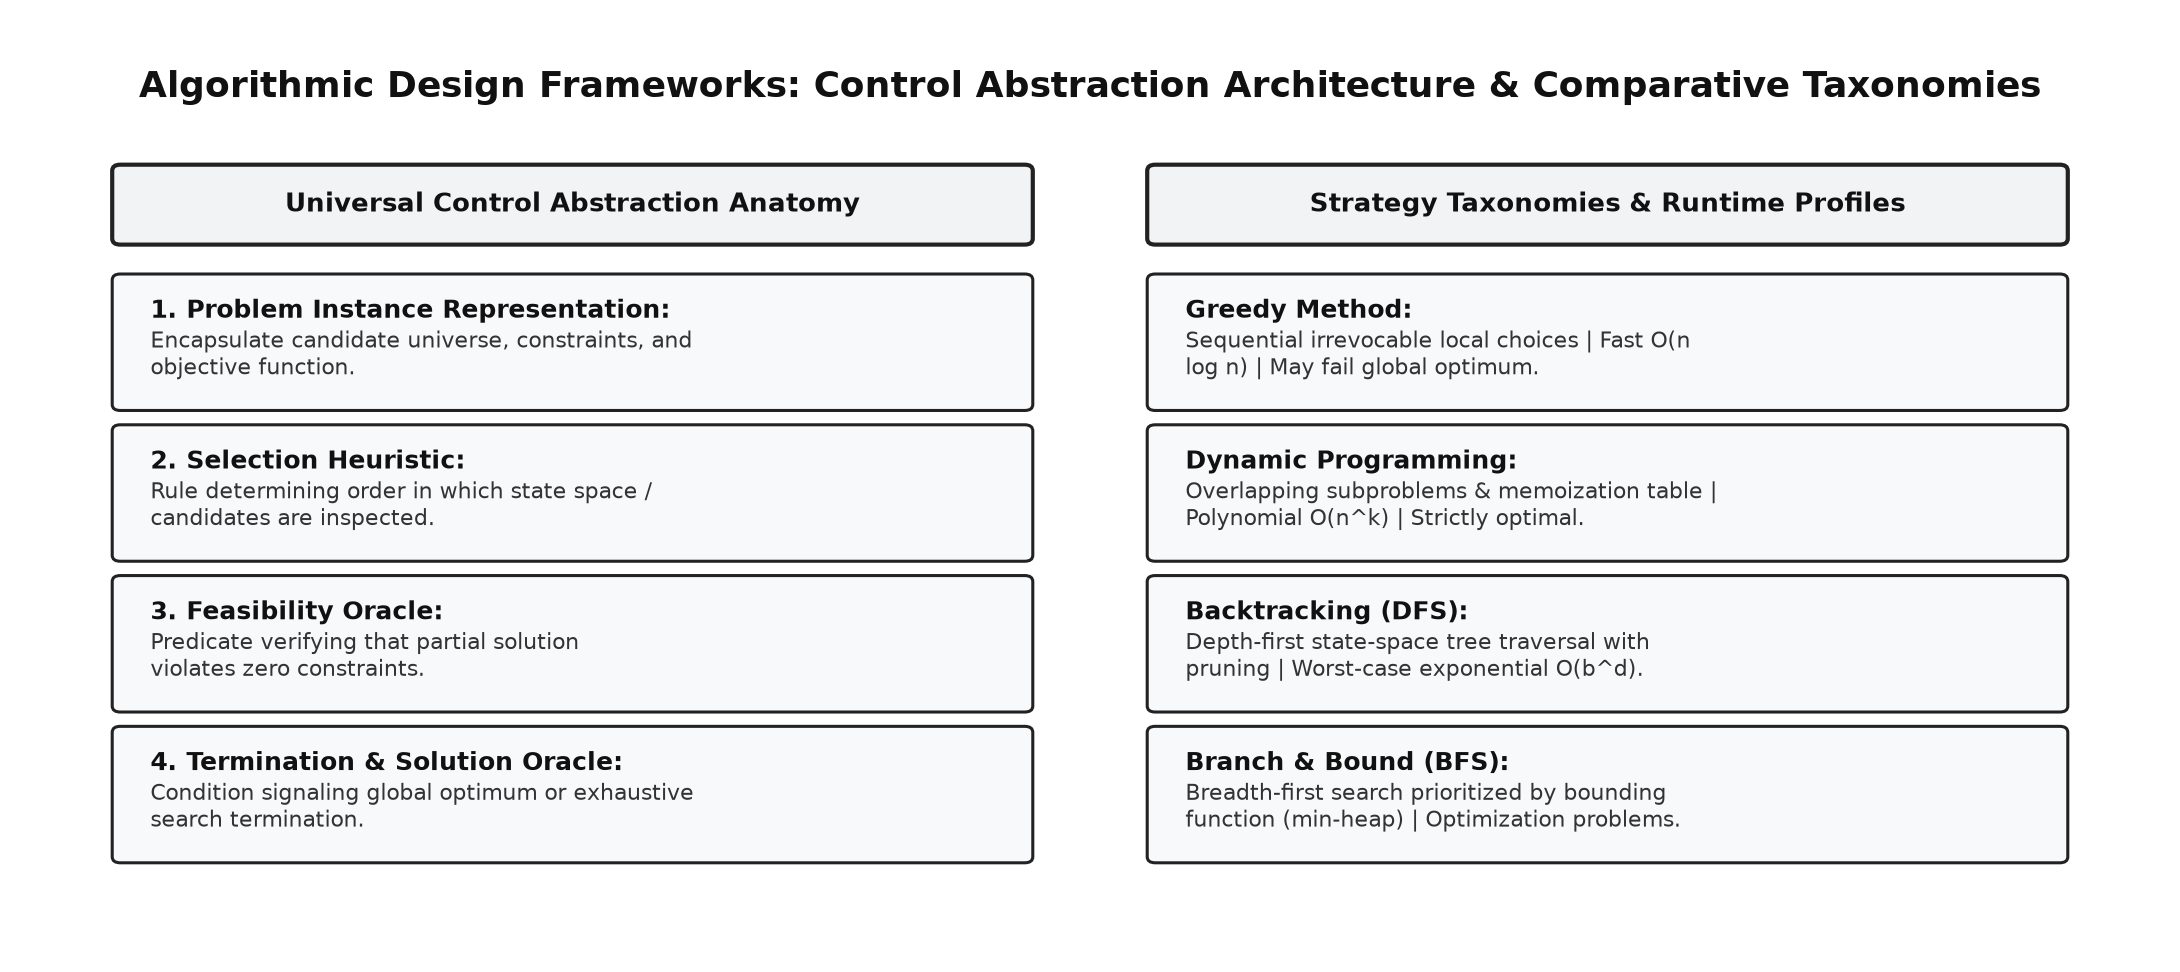 Algorithmic Design Frameworks: Control Abstraction Architecture & Comparative Taxonomies
Universal Control Abstraction Anatomy
1. Problem Instance Representation:
Encapsulate candidate universe, constraints, and
objective function.
2. Selection Heuristic:
Rule determining order in which state space /
candidates are inspected.
3. Feasibility Oracle:
Predicate verifying that partial solution
violates zero constraints.
4. Termination & Solution Oracle:
Condition signaling global optimum or exhaustive
search termination.
Strategy Taxonomies & Runtime Profiles
Greedy Method:
Sequential irrevocable local choices | Fast O(n
log n) | May fail global optimum.
Dynamic Programming:
Overlapping subproblems & memoization table |
Polynomial O(n^k) | Strictly optimal.
Backtracking (DFS):
Depth-first state-space tree traversal with
pruning | Worst-case exponential O(b^d).
Branch & Bound (BFS):
Breadth-first search prioritized by bounding
function (min-heap) | Optimization problems.